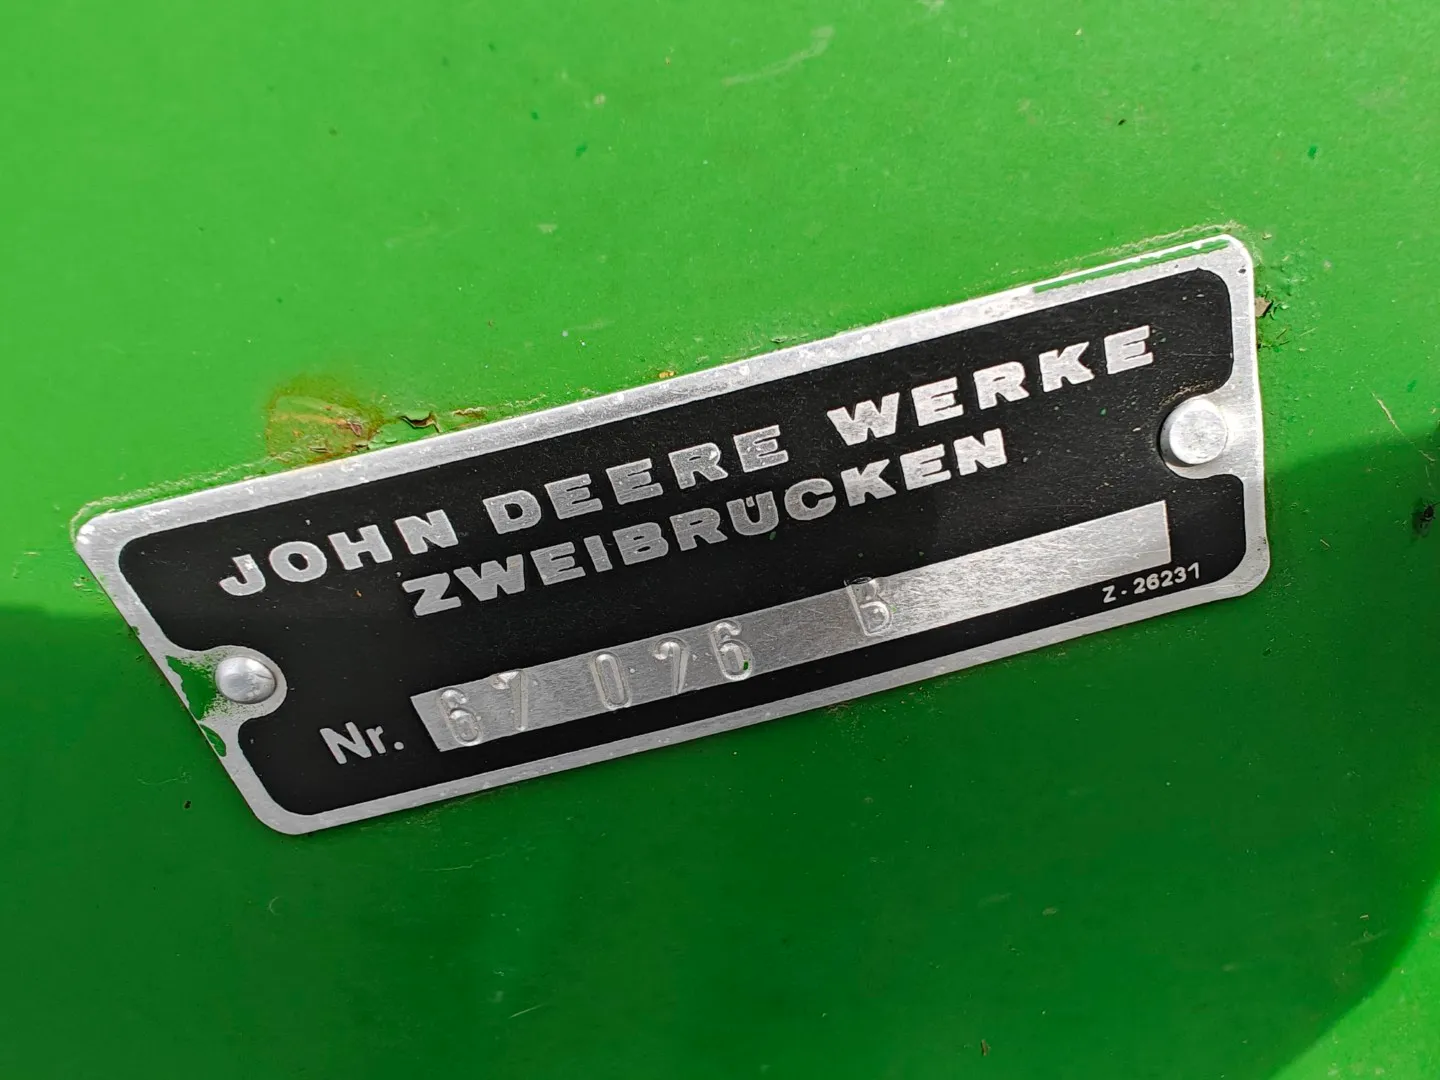 JOHN DEERE WERKE
ZWEIBRÜCKEN
Nr. 67 076 B
Z-26231